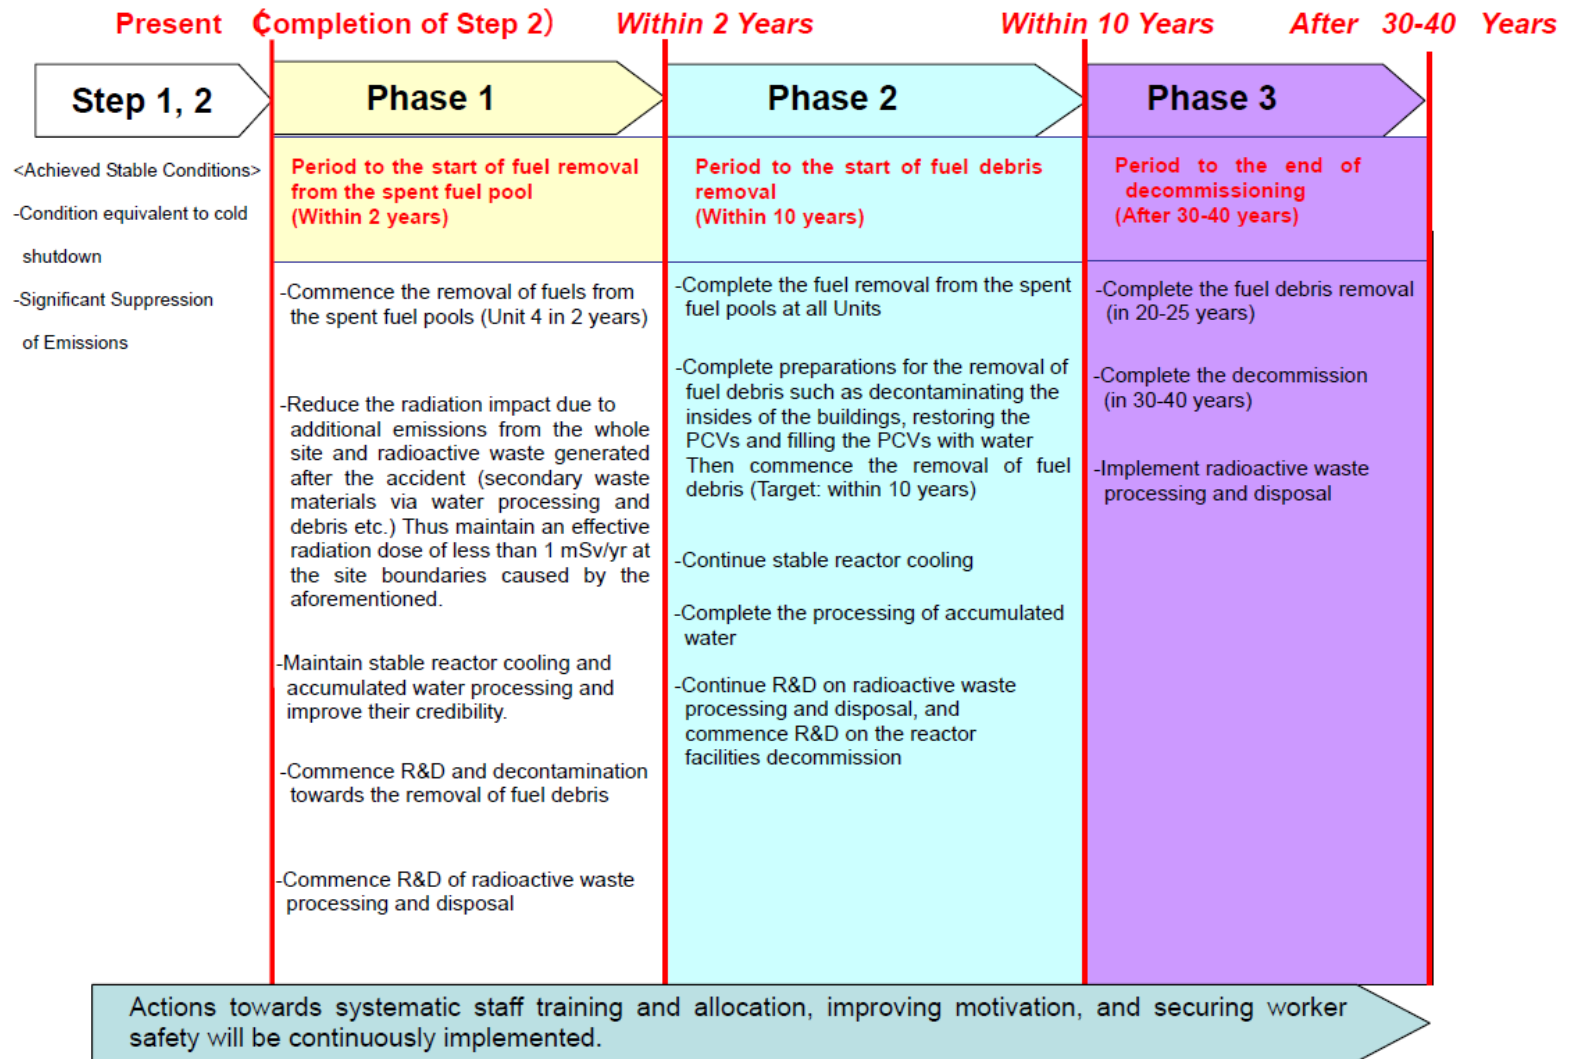 Present (Completion of Step 2)
Within 2 Years
Within 10 Years
After 30-40 Years
Step 1, 2
<Achieved Stable Conditions>
-Condition equivalent to cold
shutdown
-Significant Suppression
of Emissions
Phase 1
Period to the start of fuel removal
from the spent fuel pool
(Within 2 years)
-Commence the removal of fuels from
the spent fuel pools (Unit 4 in 2 years)
-Reduce the radiation impact due to
additional emissions from the whole
site and radioactive waste generated
after the accident (secondary waste
materials via water processing and
debris etc.) Thus maintain an effective
radiation dose of less than 1 mSv/yr at
the site boundaries caused by the
aforementioned.
-Maintain stable reactor cooling and
accumulated water processing and
improve their credibility.
-Commence R&D and decontamination
towards the removal of fuel debris
-Commence R&D of radioactive waste
processing and disposal
Phase 2
Period to the start of fuel debris
removal
(Within 10 years)
-Complete the fuel removal from the spent
fuel pools at all Units
-Complete preparations for the removal of
fuel debris such as decontaminating the
insides of the buildings, restoring the
PCVs and filling the PCVs with water
Then commence the removal of fuel
debris (Target: within 10 years)
-Continue stable reactor cooling
-Complete the processing of accumulated
water
-Continue R&D on radioactive waste
processing and disposal, and
commence R&D on the reactor
facilities decommission
Phase 3
Period to the end of
decommissioning
(After 30-40 years)
-Complete the fuel debris removal
(in 20-25 years)
-Complete the decommission
(in 30-40 years)
-Implement radioactive waste
processing and disposal
Actions towards systematic staff training and allocation, improving motivation, and securing worker
safety will be continuously implemented.